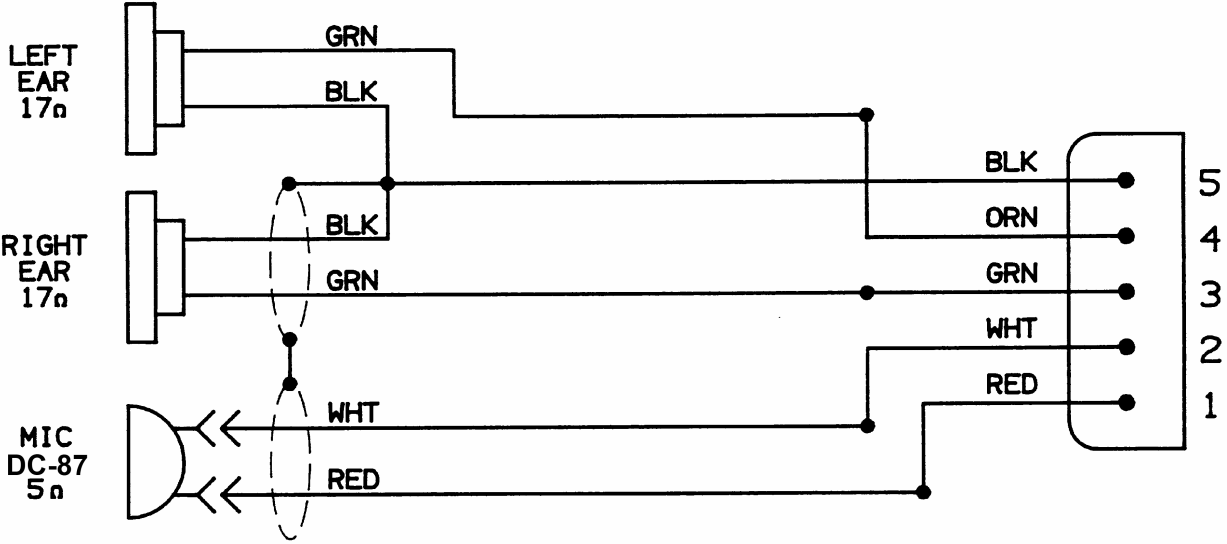 LEFT
EAR
17Ω
GRN
BLK
RIGHT
EAR
17Ω
BLK
GRN
MIC
DC-87
5Ω
WHT
RED
BLK
5
ORN
4
GRN
3
WHT
2
RED
1